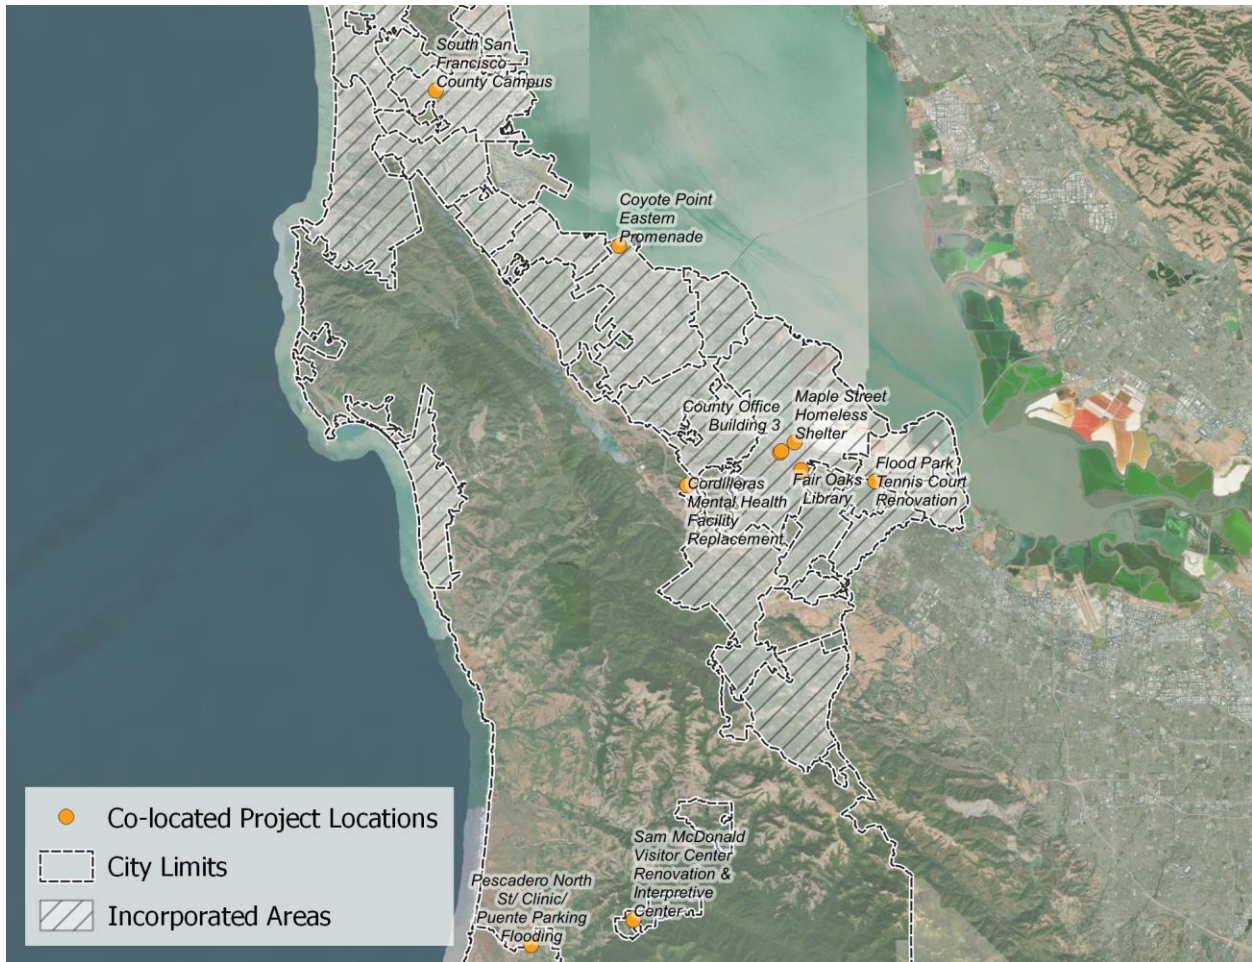 South San
Francisco
County Campus
Coyote Point
Eastern
Promenade
County Office
Building 3
Maple Street
Homeless
Shelter
Cordilleras
Mental Health
Facility
Replacement
Fair Oaks
Library
Flood Park
Tennis Court
Renovation
Sam McDonald
Visitor Center
Renovation &
Interpretive
Center
Pescadero North
St/ Clinic/
Puente Parking
Flooding
Co-located Project Locations
City Limits
Incorporated Areas